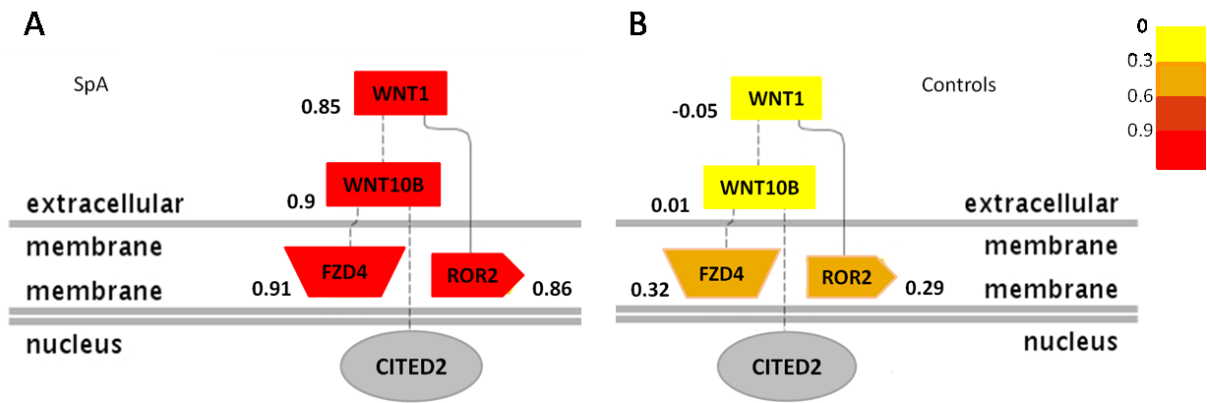 A
SpA
WNT1
0.85
WNT10B
0.9
extracellular
membrane
FZD4
ROR2
membrane
0.91
0.86
nucleus
CITED2
B
Controls
WNT1
-0.05
WNT10B
0.01
extracellular
membrane
FZD4
ROR2
0.32
0.29
membrane
nucleus
CITED2
0
0.3
0.6
0.9